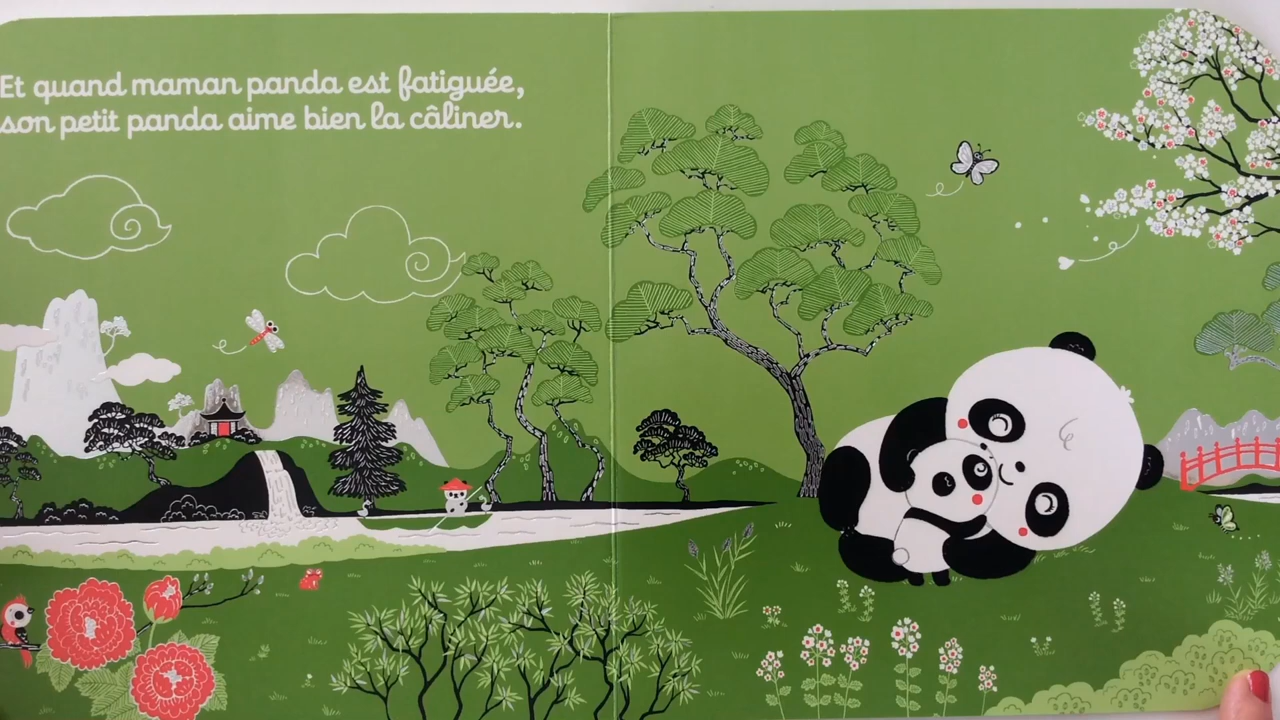 Et quand maman panda est fatiguée,
son petit panda aime bien la câliner.